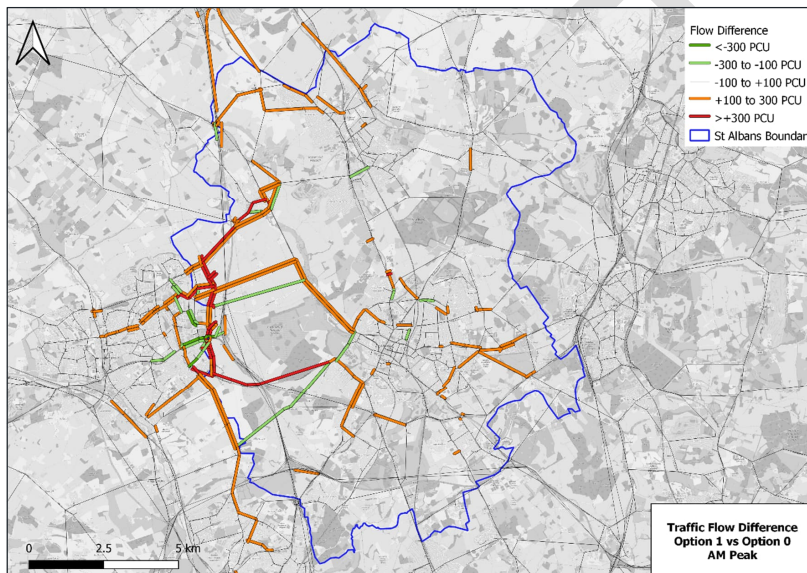 Flow Difference
<-300 PCU
-300 to -100 PCU
-100 to +100 PCU
+100 to 300 PCU
>+300 PCU
St Albans Boundar
0 2.5 5 km
Traffic Flow Difference
Option 1 vs Option 0
AM Peak